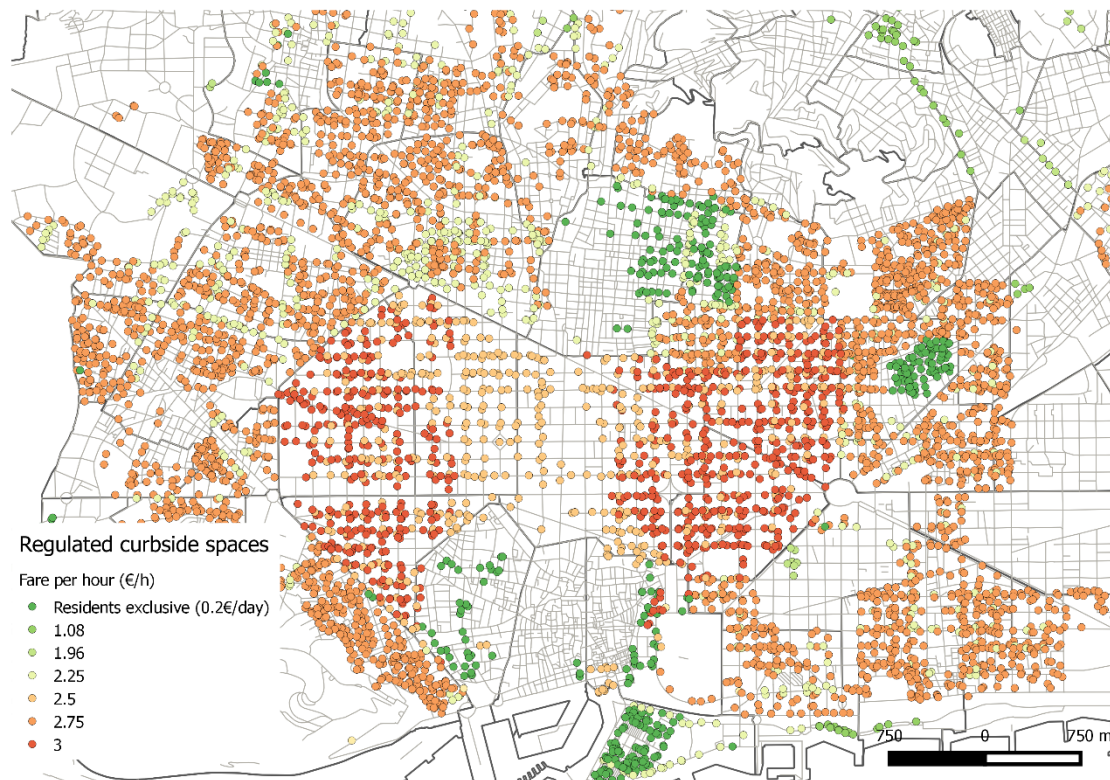 Regulated curbside spaces
Fare per hour (€/h)
Residents exclusive (0.2€/day)
1.08
1.96
2.25
2.5
2.75
3
750 0 750 m